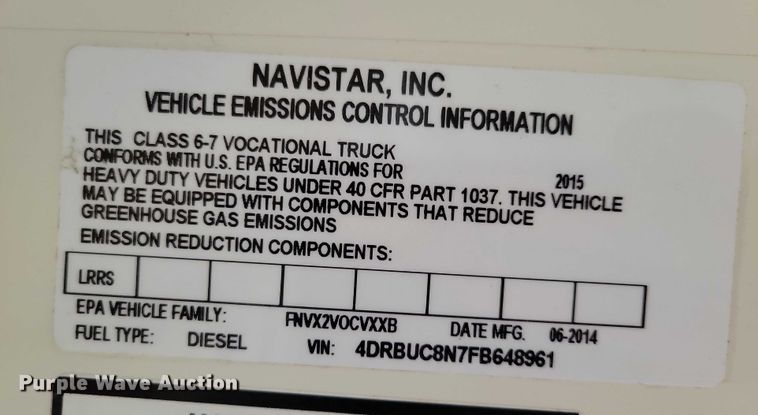 NAVISTAR, INC.
VEHICLE EMISSIONS CONTROL INFORMATION
THIS CLASS 6-7 VOCATIONAL TRUCK
CONFORMS WITH U.S. EPA REGULATIONS FOR 2015
HEAVY DUTY VEHICLES UNDER 40 CFR PART 1037. THIS VEHICLE
MAY BE EQUIPPED WITH COMPONENTS THAT REDUCE
GREENHOUSE GAS EMISSIONS
EMISSION REDUCTION COMPONENTS:
LRRS
EPA VEHICLE FAMILY: FNVX2VOCVXXB DATE MFG. 06-2014
FUEL TYPE: DIESEL VIN: 4DRBUC8N7FB648961
Purple Wave Auction